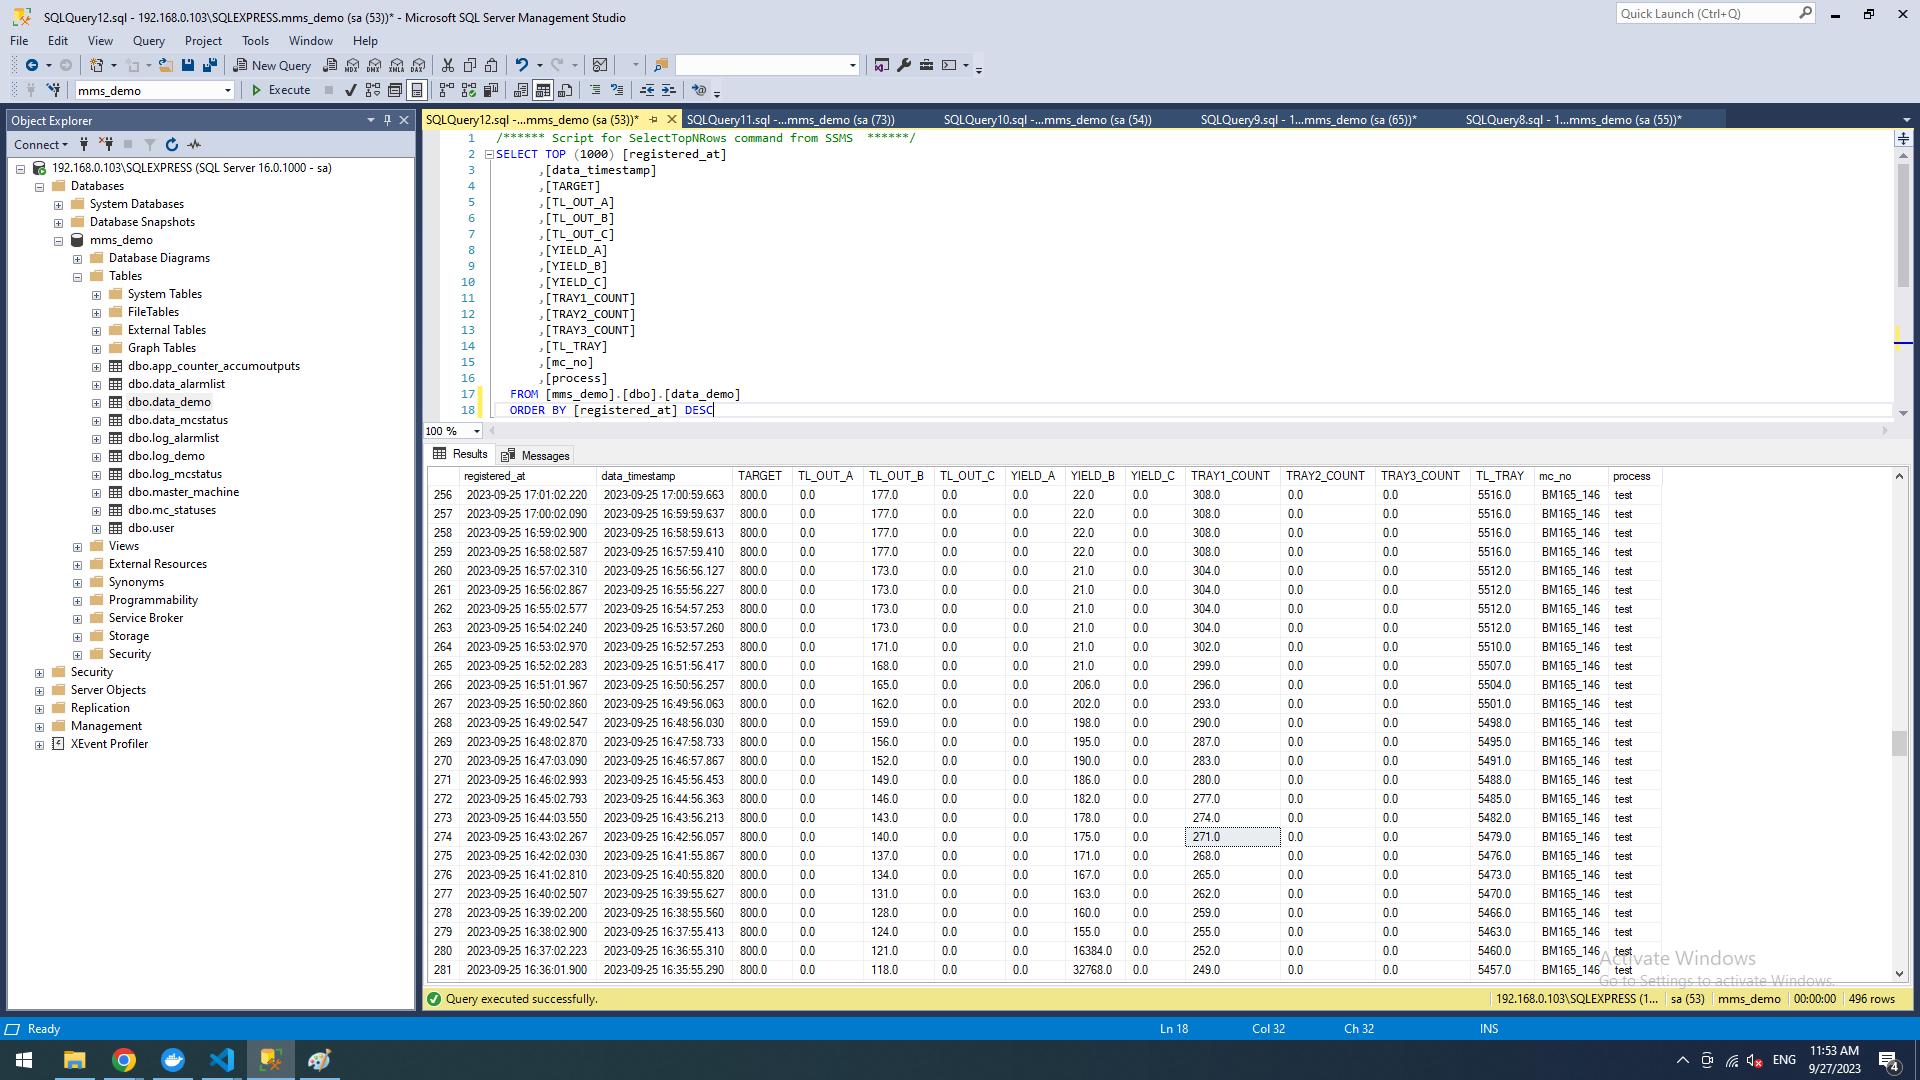 SQLQuery12.sql - 192.168.0.103\SQLEXPRESS.mms_demo (sa (53))* - Microsoft SQL Server Management Studio
Quick Launch (Ctrl+Q)
File Edit View Query Project Tools Window Help
New Query
mms_demo Execute
Object Explorer
Connect
192.168.0.103\SQLEXPRESS (SQL Server 16.0.1000 - sa)
Databases
System Databases
Database Snapshots
mms_demo
Database Diagrams
Tables
System Tables
FileTables
External Tables
Graph Tables
dbo.app_counter_accumoutputs
dbo.data_alarmlist
dbo.data_demo
dbo.data_mcstatus
dbo.log_alarmlist
dbo.log_demo
dbo.log_mcstatus
dbo.master_machine
dbo.mc_statuses
dbo.user
Views
External Resources
Synonyms
Programmability
Service Broker
Storage
Security
Security
Server Objects
Replication
Management
XEvent Profiler
SQLQuery12.sql -...mms_demo (sa (53))* SQLQuery11.sql -...mms_demo (sa (73)) SQLQuery10.sql -...mms_demo (sa (54)) SQLQuery9.sql - 1...mms_demo (sa (65))* SQLQuery8.sql - 1...mms_demo (sa (55))*
1 /****** Script for SelectTopNRows command from SSMS ******/
2 SELECT TOP (1000) [registered_at]
3 ,[data_timestamp]
4 ,[TARGET]
5 ,[TL_OUT_A]
6 ,[TL_OUT_B]
7 ,[TL_OUT_C]
8 ,[YIELD_A]
9 ,[YIELD_B]
10 ,[YIELD_C]
11 ,[TRAY1_COUNT]
12 ,[TRAY2_COUNT]
13 ,[TRAY3_COUNT]
14 ,[TL_TRAY]
15 ,[mc_no]
16 ,[process]
17 FROM [mms_demo].[dbo].[data_demo]
18 ORDER BY [registered_at] DESC
100 %
Results Messages
registered_at data_timestamp TARGET TL_OUT_A TL_OUT_B TL_OUT_C YIELD_A YIELD_B YIELD_C TRAY1_COUNT TRAY2_COUNT TRAY3_COUNT TL_TRAY mc_no process
256 2023-09-25 17:01:02.220 2023-09-25 17:00:59.663 800.0 0.0 177.0 0.0 0.0 22.0 0.0 308.0 0.0 0.0 5516.0 BM165_146 test
257 2023-09-25 17:00:02.090 2023-09-25 16:59:59.637 800.0 0.0 177.0 0.0 0.0 22.0 0.0 308.0 0.0 0.0 5516.0 BM165_146 test
258 2023-09-25 16:59:02.900 2023-09-25 16:58:59.613 800.0 0.0 177.0 0.0 0.0 22.0 0.0 308.0 0.0 0.0 5516.0 BM165_146 test
259 2023-09-25 16:58:02.587 2023-09-25 16:57:59.410 800.0 0.0 177.0 0.0 0.0 22.0 0.0 308.0 0.0 0.0 5516.0 BM165_146 test
260 2023-09-25 16:57:02.310 2023-09-25 16:56:56.127 800.0 0.0 173.0 0.0 0.0 21.0 0.0 304.0 0.0 0.0 5512.0 BM165_146 test
261 2023-09-25 16:56:02.867 2023-09-25 16:55:56.227 800.0 0.0 173.0 0.0 0.0 21.0 0.0 304.0 0.0 0.0 5512.0 BM165_146 test
262 2023-09-25 16:55:02.577 2023-09-25 16:54:57.253 800.0 0.0 173.0 0.0 0.0 21.0 0.0 304.0 0.0 0.0 5512.0 BM165_146 test
263 2023-09-25 16:54:02.240 2023-09-25 16:53:57.260 800.0 0.0 173.0 0.0 0.0 21.0 0.0 304.0 0.0 0.0 5512.0 BM165_146 test
264 2023-09-25 16:53:02.970 2023-09-25 16:52:57.253 800.0 0.0 171.0 0.0 0.0 21.0 0.0 302.0 0.0 0.0 5510.0 BM165_146 test
265 2023-09-25 16:52:02.283 2023-09-25 16:51:56.417 800.0 0.0 168.0 0.0 0.0 21.0 0.0 299.0 0.0 0.0 5507.0 BM165_146 test
266 2023-09-25 16:51:01.967 2023-09-25 16:50:56.257 800.0 0.0 165.0 0.0 0.0 206.0 0.0 296.0 0.0 0.0 5504.0 BM165_146 test
267 2023-09-25 16:50:02.860 2023-09-25 16:49:56.063 800.0 0.0 162.0 0.0 0.0 202.0 0.0 293.0 0.0 0.0 5501.0 BM165_146 test
268 2023-09-25 16:49:02.547 2023-09-25 16:48:56.030 800.0 0.0 159.0 0.0 0.0 198.0 0.0 290.0 0.0 0.0 5498.0 BM165_146 test
269 2023-09-25 16:48:02.870 2023-09-25 16:47:58.733 800.0 0.0 156.0 0.0 0.0 195.0 0.0 287.0 0.0 0.0 5495.0 BM165_146 test
270 2023-09-25 16:47:03.090 2023-09-25 16:46:57.867 800.0 0.0 152.0 0.0 0.0 190.0 0.0 283.0 0.0 0.0 5491.0 BM165_146 test
271 2023-09-25 16:46:02.993 2023-09-25 16:45:56.453 800.0 0.0 149.0 0.0 0.0 186.0 0.0 280.0 0.0 0.0 5488.0 BM165_146 test
272 2023-09-25 16:45:02.793 2023-09-25 16:44:56.363 800.0 0.0 146.0 0.0 0.0 182.0 0.0 277.0 0.0 0.0 5485.0 BM165_146 test
273 2023-09-25 16:44:03.550 2023-09-25 16:43:56.213 800.0 0.0 143.0 0.0 0.0 178.0 0.0 274.0 0.0 0.0 5482.0 BM165_146 test
274 2023-09-25 16:43:02.267 2023-09-25 16:42:56.057 800.0 0.0 140.0 0.0 0.0 175.0 0.0 271.0 0.0 0.0 5479.0 BM165_146 test
275 2023-09-25 16:42:02.030 2023-09-25 16:41:55.867 800.0 0.0 137.0 0.0 0.0 171.0 0.0 268.0 0.0 0.0 5476.0 BM165_146 test
276 2023-09-25 16:41:02.810 2023-09-25 16:40:55.820 800.0 0.0 134.0 0.0 0.0 167.0 0.0 265.0 0.0 0.0 5473.0 BM165_146 test
277 2023-09-25 16:40:02.507 2023-09-25 16:39:55.627 800.0 0.0 131.0 0.0 0.0 163.0 0.0 262.0 0.0 0.0 5470.0 BM165_146 test
278 2023-09-25 16:39:02.200 2023-09-25 16:38:55.560 800.0 0.0 128.0 0.0 0.0 160.0 0.0 259.0 0.0 0.0 5466.0 BM165_146 test
279 2023-09-25 16:38:02.900 2023-09-25 16:37:55.413 800.0 0.0 124.0 0.0 0.0 155.0 0.0 255.0 0.0 0.0 5463.0 BM165_146 test
280 2023-09-25 16:37:02.223 2023-09-25 16:36:55.310 800.0 0.0 121.0 0.0 0.0 16384.0 0.0 252.0 0.0 0.0 5460.0 BM165_146 test
281 2023-09-25 16:36:01.900 2023-09-25 16:35:55.290 800.0 0.0 118.0 0.0 0.0 32768.0 0.0 249.0 0.0 0.0 5457.0 BM165_146 test
Activate Windows
Go to Settings to activate Windows.
Query executed successfully. 192.168.0.103\SQLEXPRESS (1... sa (53) mms_demo 00:00:00 496 rows
Ready Ln 18 Col 32 Ch 32 INS
ENG 11:53 AM
9/27/2023
4